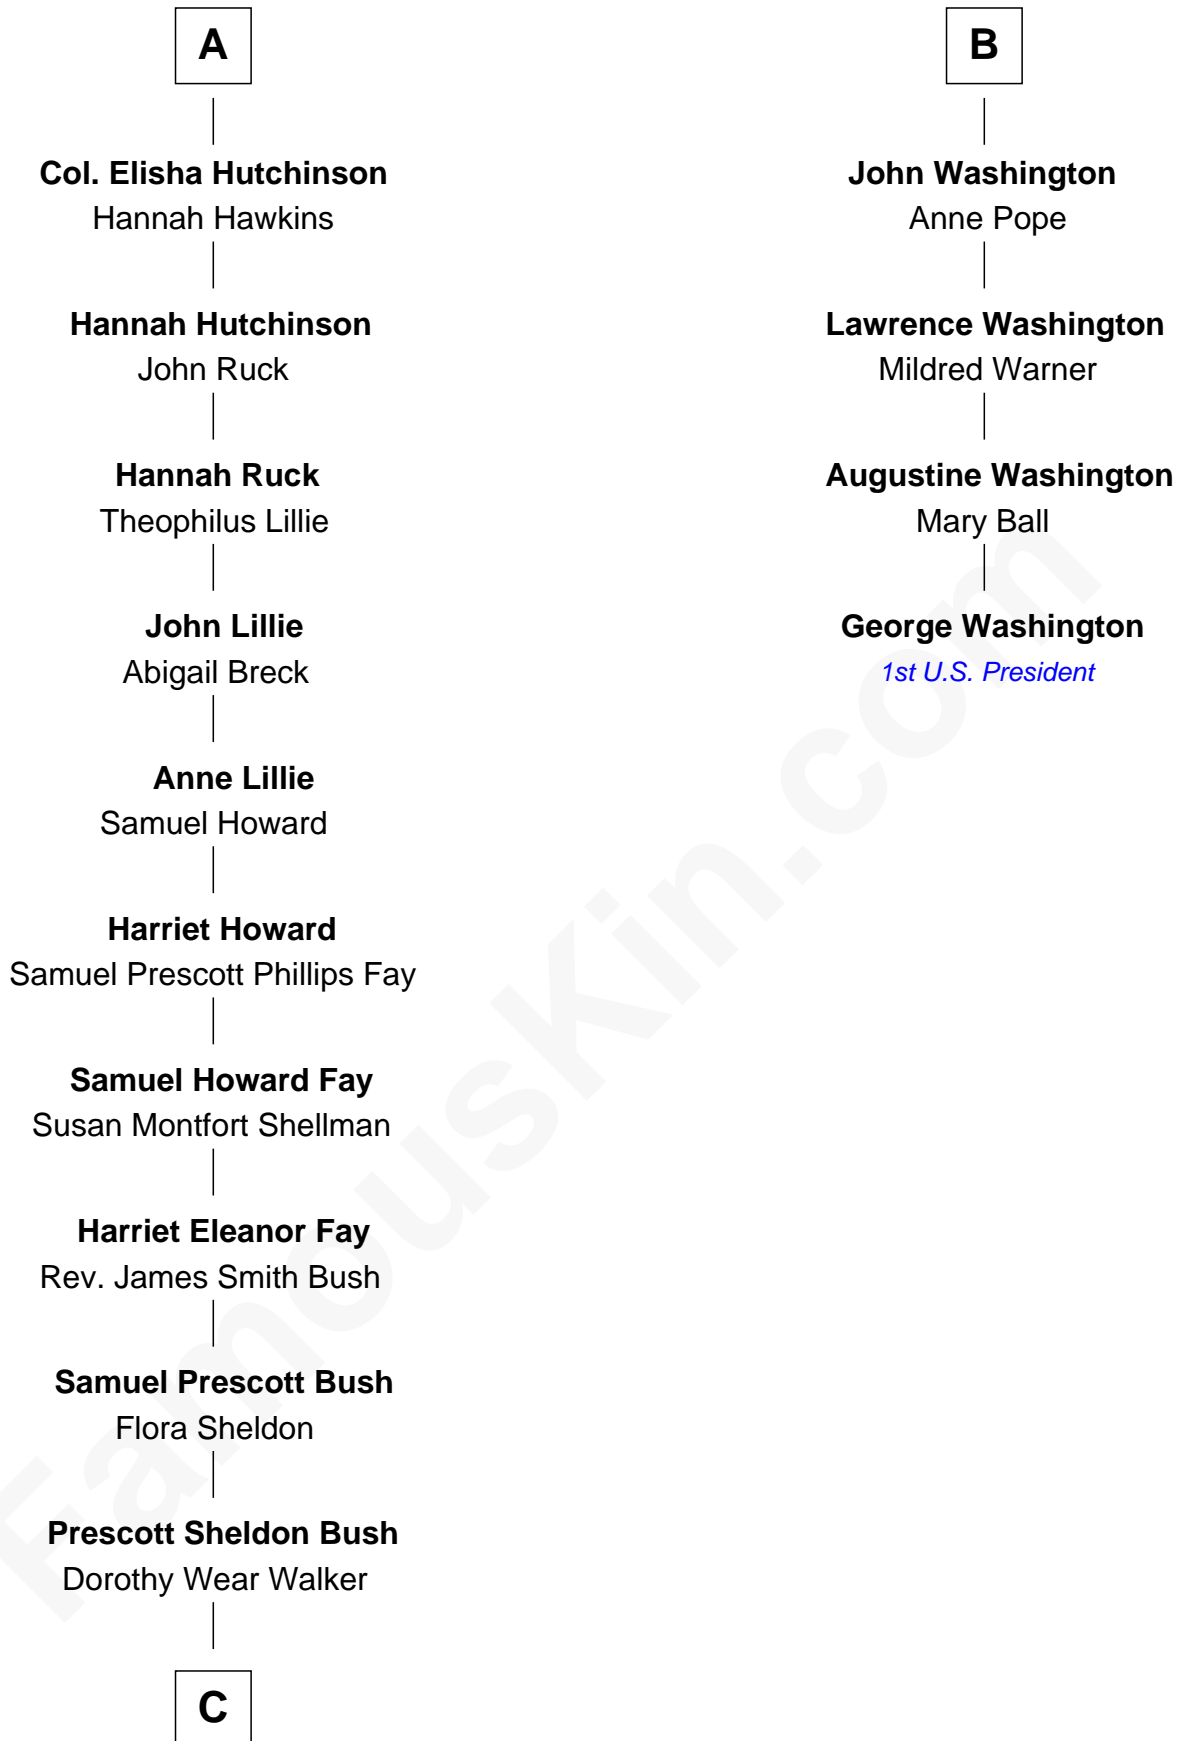 A
Col. Elisha Hutchinson
Hannah Hawkins
Hannah Hutchinson
John Ruck
Hannah Ruck
Theophilus Lillie
John Lillie
Abigail Breck
Anne Lillie
Samuel Howard
Harriet Howard
Samuel Prescott Phillips Fay
Samuel Howard Fay
Susan Montfort Shellman
Harriet Eleanor Fay
Rev. James Smith Bush
Samuel Prescott Bush
Flora Sheldon
Prescott Sheldon Bush
Dorothy Wear Walker
C
B
John Washington
Anne Pope
Lawrence Washington
Mildred Warner
Augustine Washington
Mary Ball
George Washington
1st U.S. President
FamousKin.com